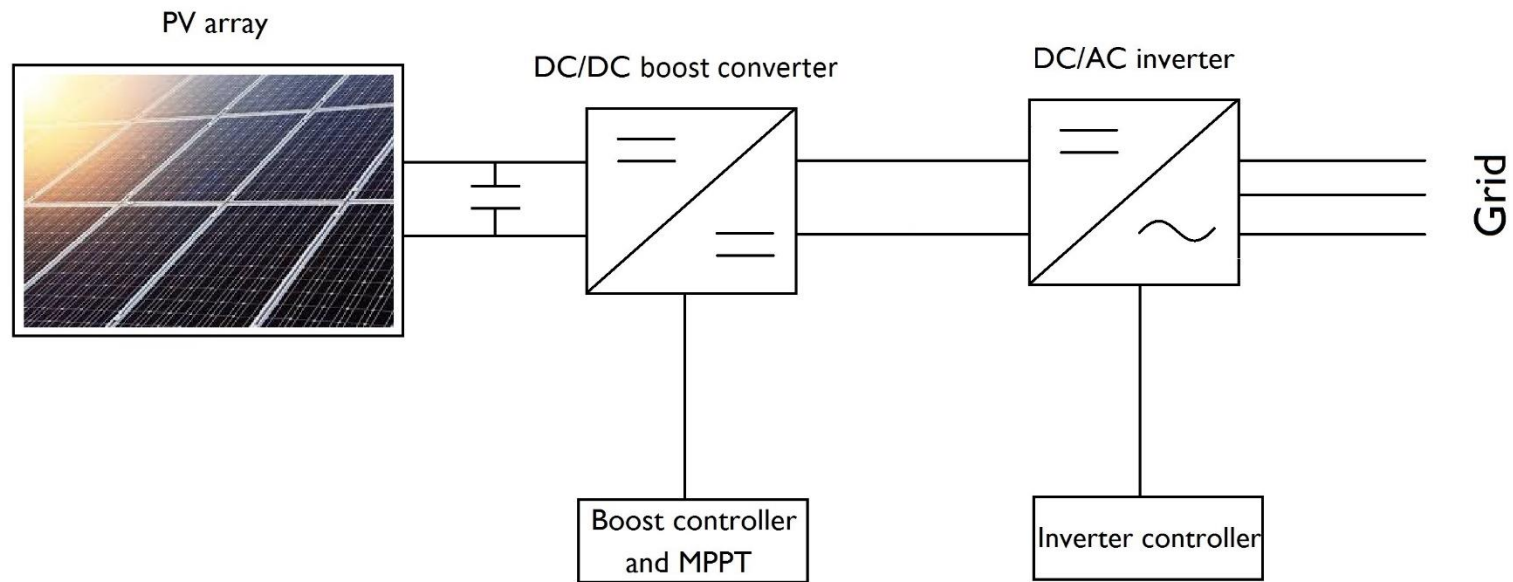 PV array
DC/DC boost converter
DC/AC inverter
Grid
Boost controller
and MPPT
Inverter controller